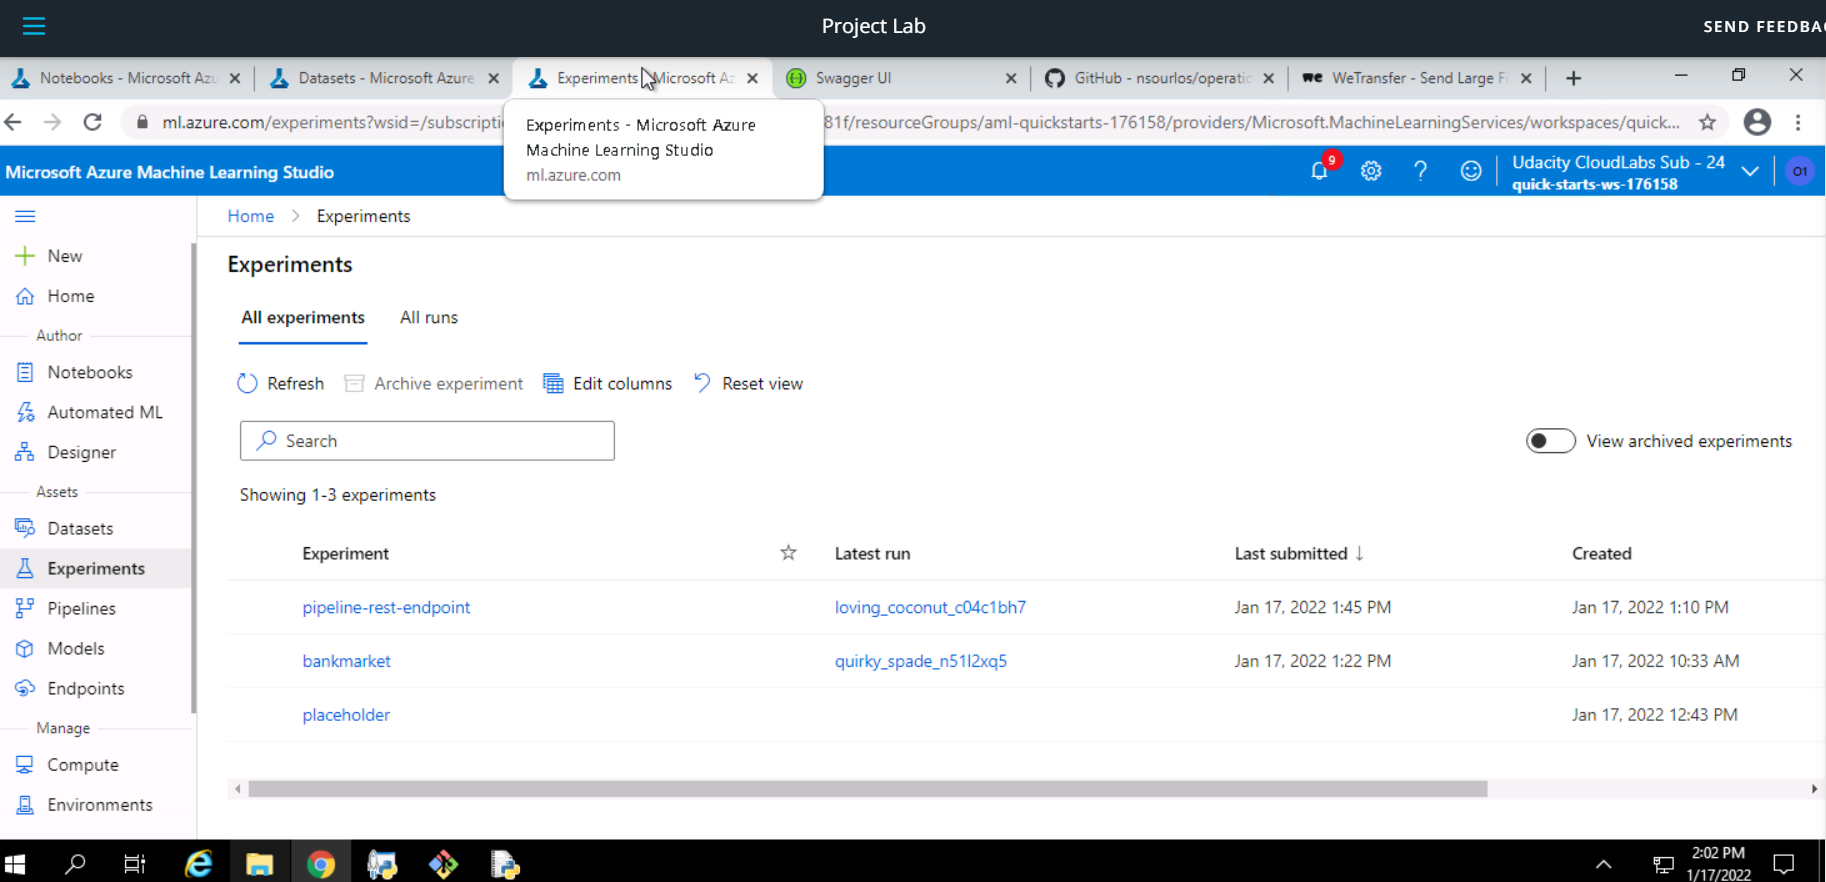 Project Lab
SEND FEEDBA
Notebooks - Microsoft Azu
Datasets - Microsoft Azure
Experiments Microsoft Az
Swagger UI
GitHub - nsourlos/operatio
WeTransfer - Send Large Fi
ml.azure.com/experiments?wsid=/subscripti
81f/resourceGroups/aml-quickstarts-176158/providers/Microsoft.MachineLearningServices/workspaces/quick...
Experiments - Microsoft Azure
Machine Learning Studio
ml.azure.com
Microsoft Azure Machine Learning Studio
9
?
Udacity CloudLabs Sub - 24
quick-starts-ws-176158
O1
Home > Experiments
New
Home
Author
Notebooks
Automated ML
Designer
Assets
Datasets
Experiments
Pipelines
Models
Endpoints
Manage
Compute
Environments
Experiments
All experiments All runs
Refresh Archive experiment Edit columns Reset view
Search
View archived experiments
Showing 1-3 experiments
Experiment Latest run Last submitted ↓ Created
pipeline-rest-endpoint loving_coconut_c04c1bh7 Jan 17, 2022 1:45 PM Jan 17, 2022 1:10 PM
bankmarket quirky_spade_n51l2xq5 Jan 17, 2022 1:22 PM Jan 17, 2022 10:33 AM
placeholder Jan 17, 2022 12:43 PM
2:02 PM
1/17/2022